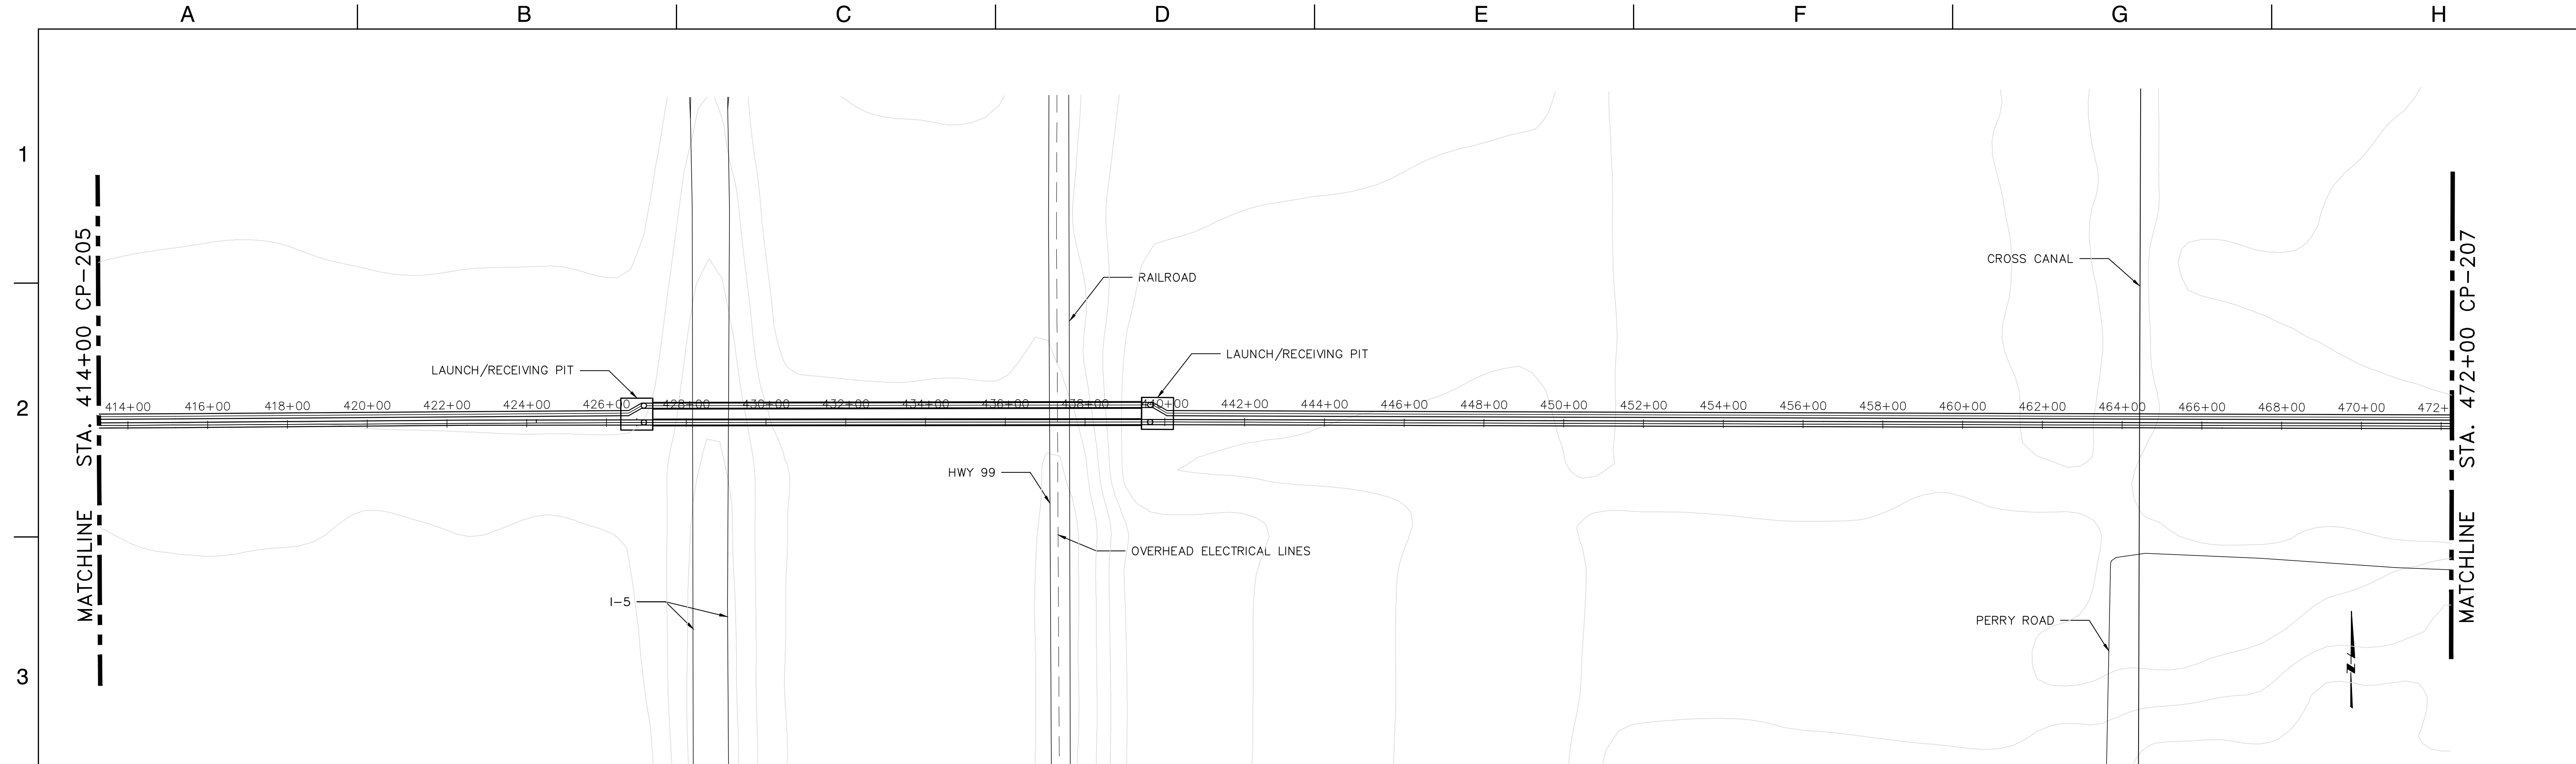 A B C D E F G H
1
RAILROAD
CROSS CANAL
LAUNCH/RECEIVING PIT
LAUNCH/RECEIVING PIT
2
414+00 416+00 418+00 420+00 422+00 424+00 426+00 428+00 430+00 432+00 434+00 436+00 438+00 440+00 442+00 444+00 446+00 448+00 450+00 452+00 454+00 456+00 458+00 460+00 462+00 464+00 466+00 468+00 470+00 472+
HWY 99
OVERHEAD ELECTRICAL LINES
I-5
PERRY ROAD
3
MATCHLINE STA. 414+00 CP-205
MATCHLINE STA. 472+00 CP-207